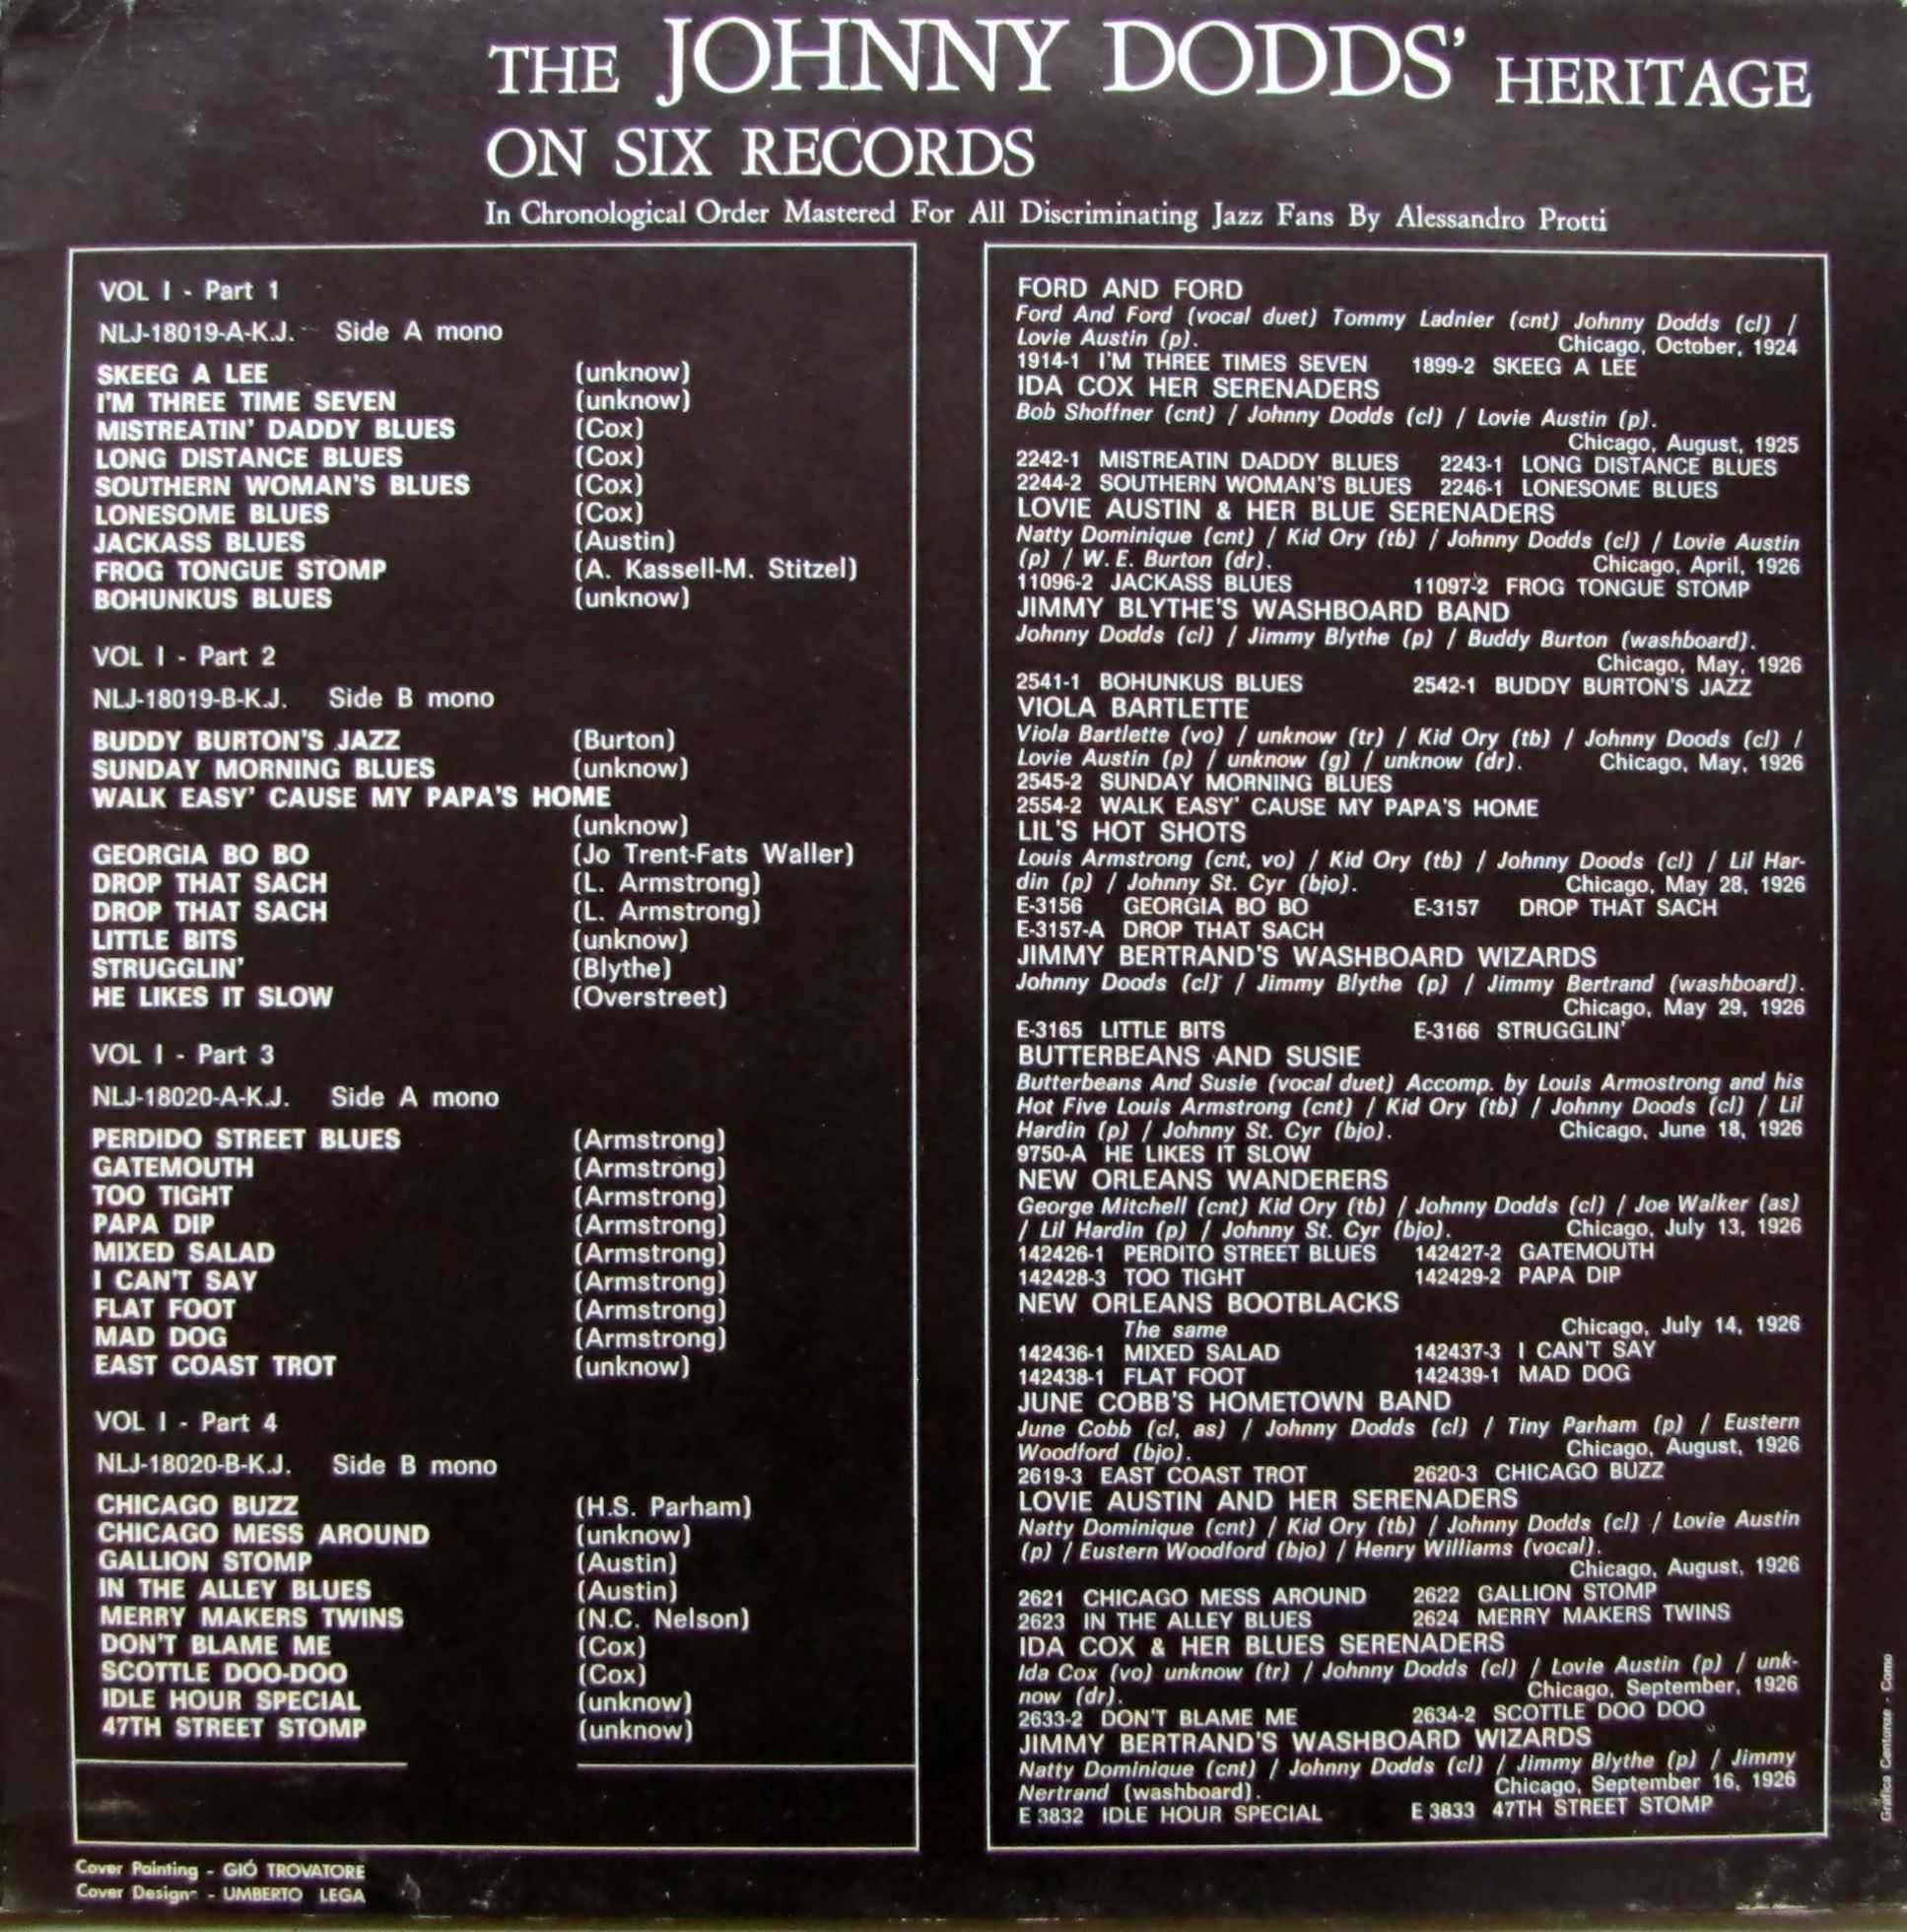 THE JOHNNY DODDS' HERITAGE
ON SIX RECORDS
In Chronological Order Mastered For All Discriminating Jazz Fans By Alessandro Protti
VOL I - Part 1
NLJ-18019-A-K.J. Side A mono
SKEEG A LEE (unknow)
I'M THREE TIME SEVEN (unknow)
MISTREATIN' DADDY BLUES (Cox)
LONG DISTANCE BLUES (Cox)
SOUTHERN WOMAN'S BLUES (Cox)
LONESOME BLUES (Cox)
JACKASS BLUES (Austin)
FROG TONGUE STOMP (A. Kassell-M. Stitzel)
BOHUNKUS BLUES (unknow)
VOL I - Part 2
NLJ-18019-B-K.J. Side B mono
BUDDY BURTON'S JAZZ (Burton)
SUNDAY MORNING BLUES (unknow)
WALK EASY' CAUSE MY PAPA'S HOME
(unknow)
GEORGIA BO BO (Jo Trent-Fats Waller)
DROP THAT SACH (L. Armstrong)
DROP THAT SACH (L. Armstrong)
LITTLE BITS (unknow)
STRUGGLIN' (Blythe)
HE LIKES IT SLOW (Overstreet)
VOL I - Part 3
NLJ-18020-A-K.J. Side A mono
PERDIDO STREET BLUES (Armstrong)
GATEMOUTH (Armstrong)
TOO TIGHT (Armstrong)
PAPA DIP (Armstrong)
MIXED SALAD (Armstrong)
I CAN'T SAY (Armstrong)
FLAT FOOT (Armstrong)
MAD DOG (Armstrong)
EAST COAST TROT (unknow)
VOL I - Part 4
NLJ-18020-B-K.J. Side B mono
CHICAGO BUZZ (H.S. Parham)
CHICAGO MESS AROUND (unknow)
GALLION STOMP (Austin)
IN THE ALLEY BLUES (Austin)
MERRY MAKERS TWINS (N.C. Nelson)
DON'T BLAME ME (Cox)
SCOTTLE DOO-DOO (Cox)
IDLE HOUR SPECIAL (unknow)
47TH STREET STOMP (unknow)
FORD AND FORD
Ford And Ford (vocal duet) Tommy Ladnier (cnt) Johnny Dodds (cl) /
Lovie Austin (p). Chicago, October, 1924
1914-1 I'M THREE TIMES SEVEN 1899-2 SKEEG A LEE
IDA COX HER SERENADERS
Bob Shoffner (cnt) / Johnny Dodds (cl) / Lovie Austin (p).
Chicago, August, 1925
2242-1 MISTREATIN DADDY BLUES 2243-1 LONG DISTANCE BLUES
2244-2 SOUTHERN WOMAN'S BLUES 2246-1 LONESOME BLUES
LOVIE AUSTIN & HER BLUE SERENADERS
Natty Dominique (cnt) / Kid Ory (tb) / Johnny Dodds (cl) / Lovie Austin
(p) / W. E. Burton (dr). Chicago, April, 1926
11096-2 JACKASS BLUES 11097-2 FROG TONGUE STOMP
JIMMY BLYTHE'S WASHBOARD BAND
Johnny Dodds (cl) / Jimmy Blythe (p) / Buddy Burton (washboard).
Chicago, May, 1926
2541-1 BOHUNKUS BLUES 2542-1 BUDDY BURTON'S JAZZ
VIOLA BARTLETTE
Viola Bartlette (vo) / unknow (tr) / Kid Ory (tb) / Johnny Doods (cl) /
Lovie Austin (p) / unknow (g) / unknow (dr). Chicago, May, 1926
2545-2 SUNDAY MORNING BLUES
2554-2 WALK EASY' CAUSE MY PAPA'S HOME
LIL'S HOT SHOTS
Louis Armstrong (cnt, vo) / Kid Ory (tb) / Johnny Doods (cl) / Lil Har-
din (p) / Johnny St. Cyr (bjo). Chicago, May 28, 1926
E-3156 GEORGIA BO BO E-3157 DROP THAT SACH
E-3157-A DROP THAT SACH
JIMMY BERTRAND'S WASHBOARD WIZARDS
Johnny Doods (cl) / Jimmy Blythe (p) / Jimmy Bertrand (washboard).
Chicago, May 29, 1926
E-3165 LITTLE BITS E-3166 STRUGGLIN'
BUTTERBEANS AND SUSIE
Butterbeans And Susie (vocal duet) Accomp. by Louis Armostrong and his
Hot Five Louis Armstrong (cnt) / Kid Ory (tb) / Johnny Doods (cl) / Lil
Hardin (p) / Johnny St. Cyr (bjo). Chicago, June 18, 1926
9750-A HE LIKES IT SLOW
NEW ORLEANS WANDERERS
George Mitchell (cnt) Kid Ory (tb) / Johnny Dodds (cl) / Joe Walker (as)
/ Lil Hardin (p) / Johnny St. Cyr (bjo). Chicago, July 13, 1926
142426-1 PERDITO STREET BLUES 142427-2 GATEMOUTH
142428-3 TOO TIGHT 142429-2 PAPA DIP
NEW ORLEANS BOOTBLACKS
The same Chicago, July 14, 1926
142436-1 MIXED SALAD 142437-3 I CAN'T SAY
142438-1 FLAT FOOT 142439-1 MAD DOG
JUNE COBB'S HOMETOWN BAND
June Cobb (cl, as) / Johnny Dodds (cl) / Tiny Parham (p) / Eustern
Woodford (bjo). Chicago, August, 1926
2619-3 EAST COAST TROT 2620-3 CHICAGO BUZZ
LOVIE AUSTIN AND HER SERENADERS
Natty Dominique (cnt) / Kid Ory (tb) / Johnny Dodds (cl) / Lovie Austin
(p) / Eustern Woodford (bjo) / Henry Williams (vocal).
Chicago, August, 1926
2621 CHICAGO MESS AROUND 2622 GALLION STOMP
2623 IN THE ALLEY BLUES 2624 MERRY MAKERS TWINS
IDA COX & HER BLUES SERENADERS
Ida Cox (vo) unknow (tr) / Johnny Dodds (cl) / Lovie Austin (p) / unk-
now (dr). Chicago, September, 1926
2633-2 DON'T BLAME ME 2634-2 SCOTTLE DOO DOO
JIMMY BERTRAND'S WASHBOARD WIZARDS
Natty Dominique (cnt) / Johnny Dodds (cl) / Jimmy Blythe (p) / Jimmy
Nertrand (washboard). Chicago, September 16, 1926
E 3832 IDLE HOUR SPECIAL E 3833 47TH STREET STOMP
Cover Painting - GIÓ TROVATORE
Cover Design - UMBERTO LEGA
Grafica Centonze - Como